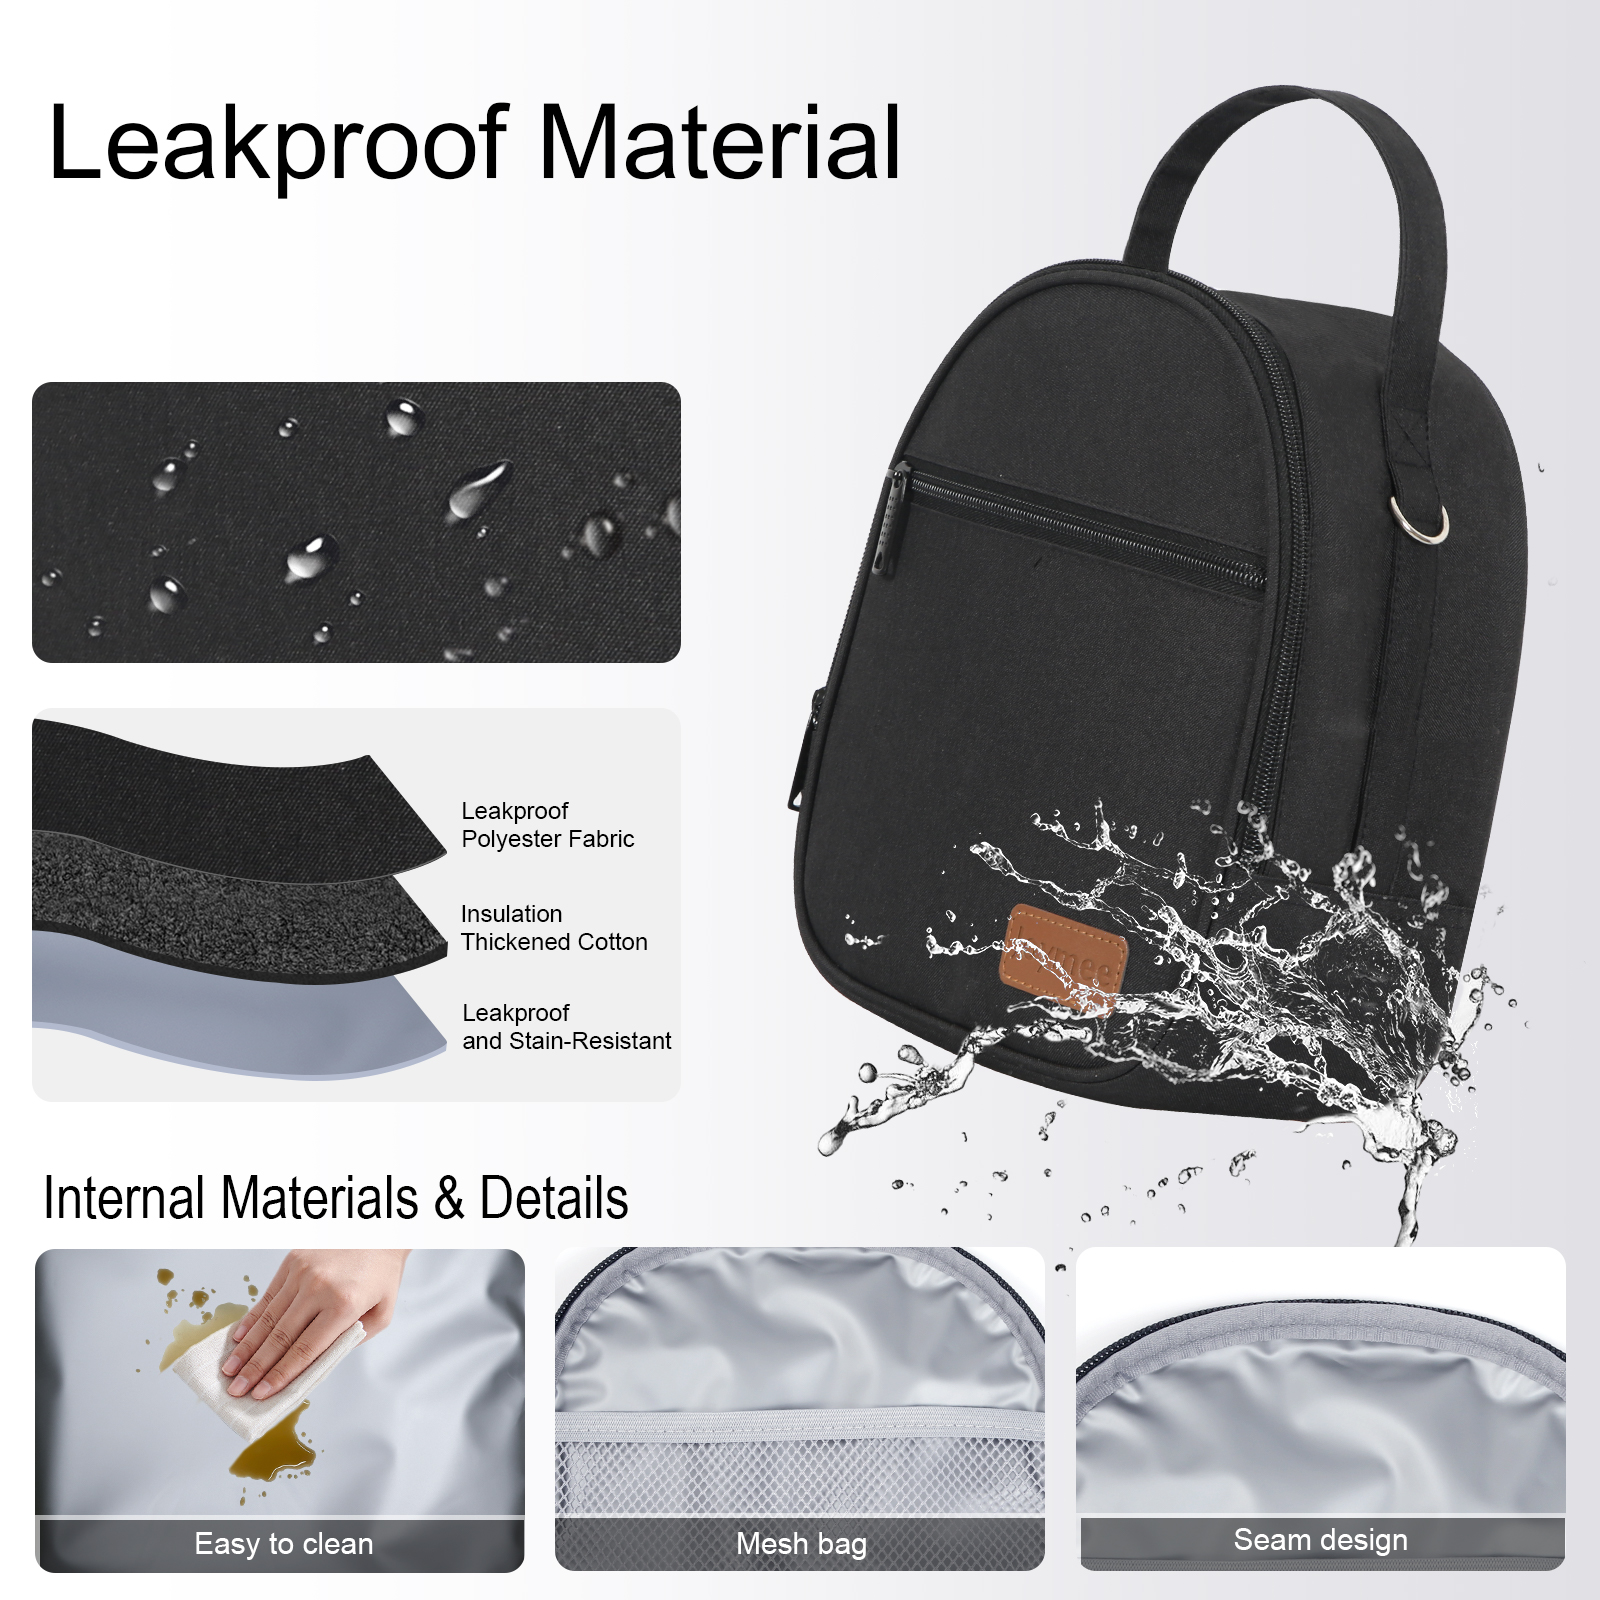 Leakproof Material
Leakproof
Polyester Fabric
Insulation
Thickened Cotton
Leakproof
and Stain-Resistant
Internal Materials & Details
Easy to clean
Mesh bag
Seam design